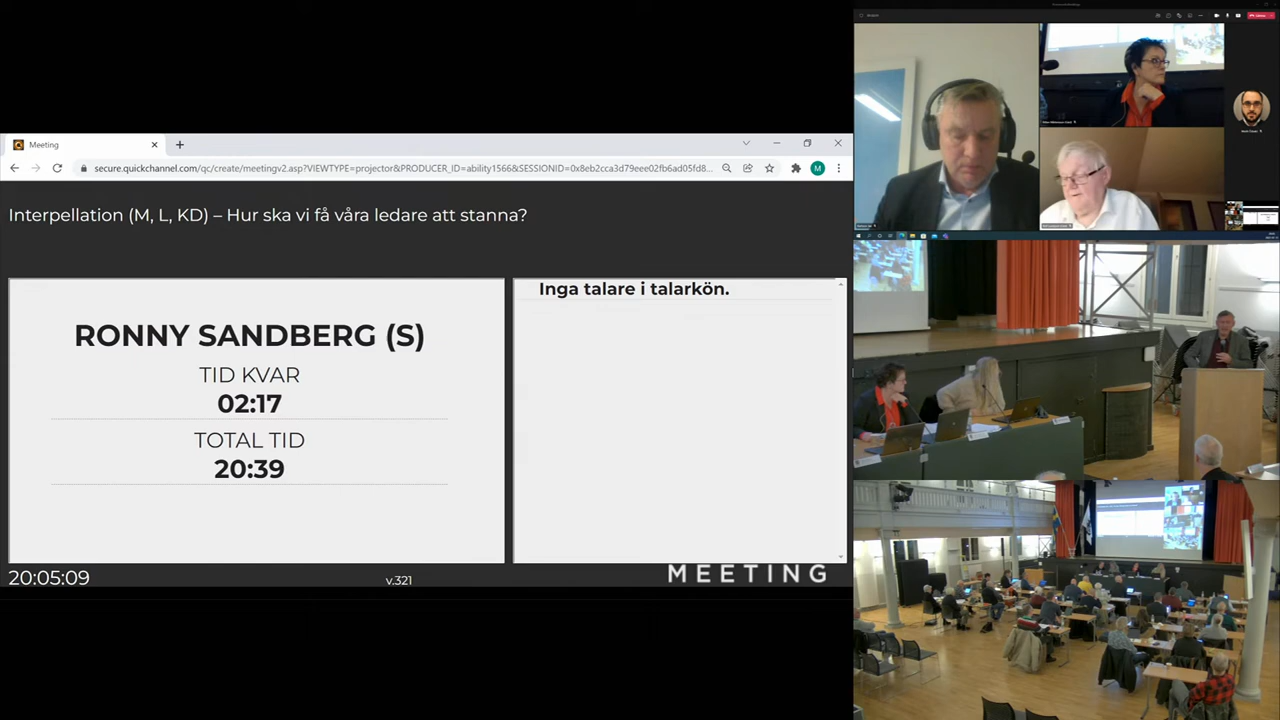 Meeting
secure.quickchannel.com/qc/create/meetingv2.asp?VIEWTYPE=projector&PRODUCER_ID=ability1566&SESSIONID=0x8eb2cca3d79eee02fb6ad05fd8...
M
Interpellation (M, L, KD) – Hur ska vi få våra ledare att stanna?
RONNY SANDBERG (S)
TID KVAR
02:17
TOTAL TID
20:39
Inga talare i talarkön.
20:05:09
v.321
MEETING